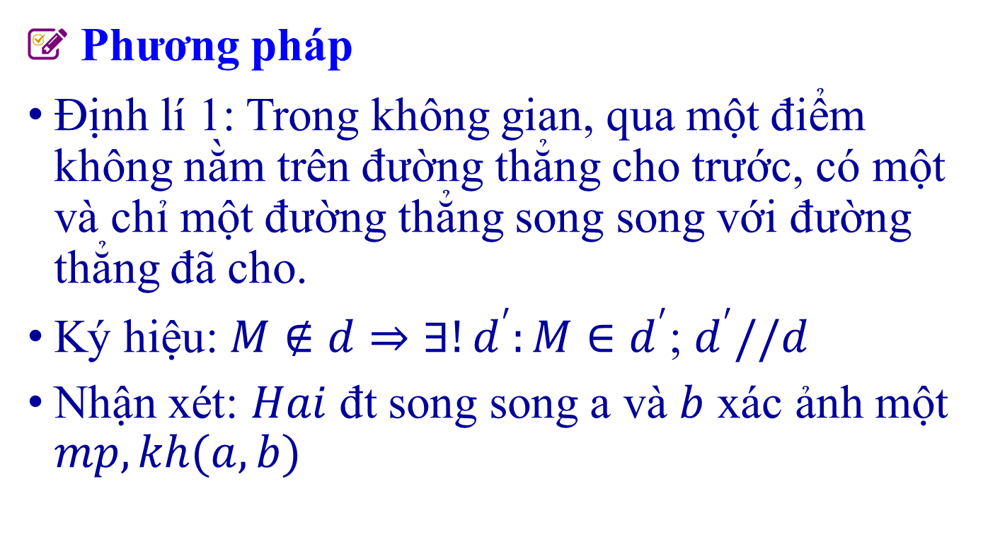 Phương pháp
• Định lí 1: Trong không gian, qua một điểm
không nằm trên đường thẳng cho trước, có một
và chỉ một đường thẳng song song với đường
thẳng đã cho.
• Ký hiệu: 𝑀 ∉ 𝑑 ⇒ ∃! 𝑑′: 𝑀 ∈ 𝑑′; 𝑑′//𝑑
• Nhận xét: 𝐻𝑎𝑖 đt song song a và 𝑏 xác ảnh một
𝑚𝑝, 𝑘ℎ(𝑎, 𝑏)